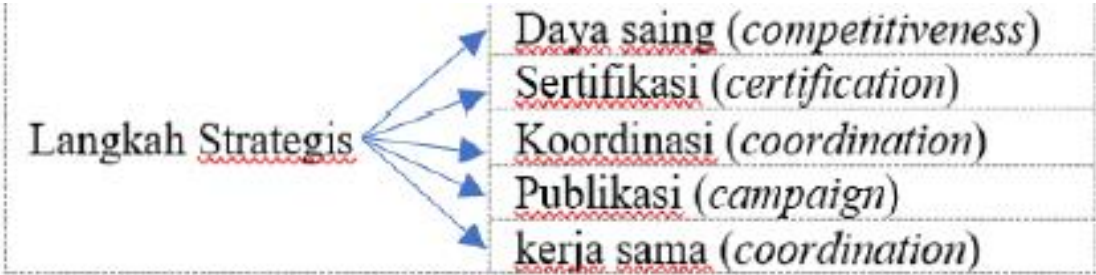 Daya saing (competitiveness)
Sertifikasi (certification)
Langkah Strategis
Koordinasi (coordination)
Publikasi (campaign)
kerja sama (coordination)